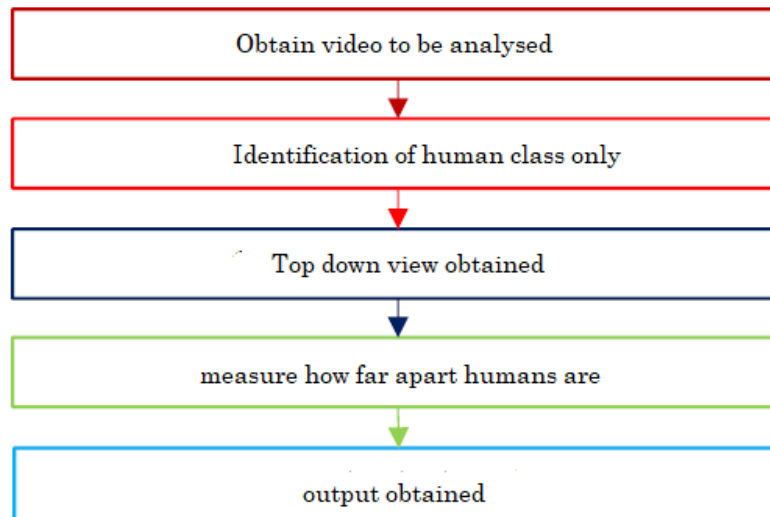 Obtain video to be analysed
Identification of human class only
Top down view obtained
measure how far apart humans are
output obtained